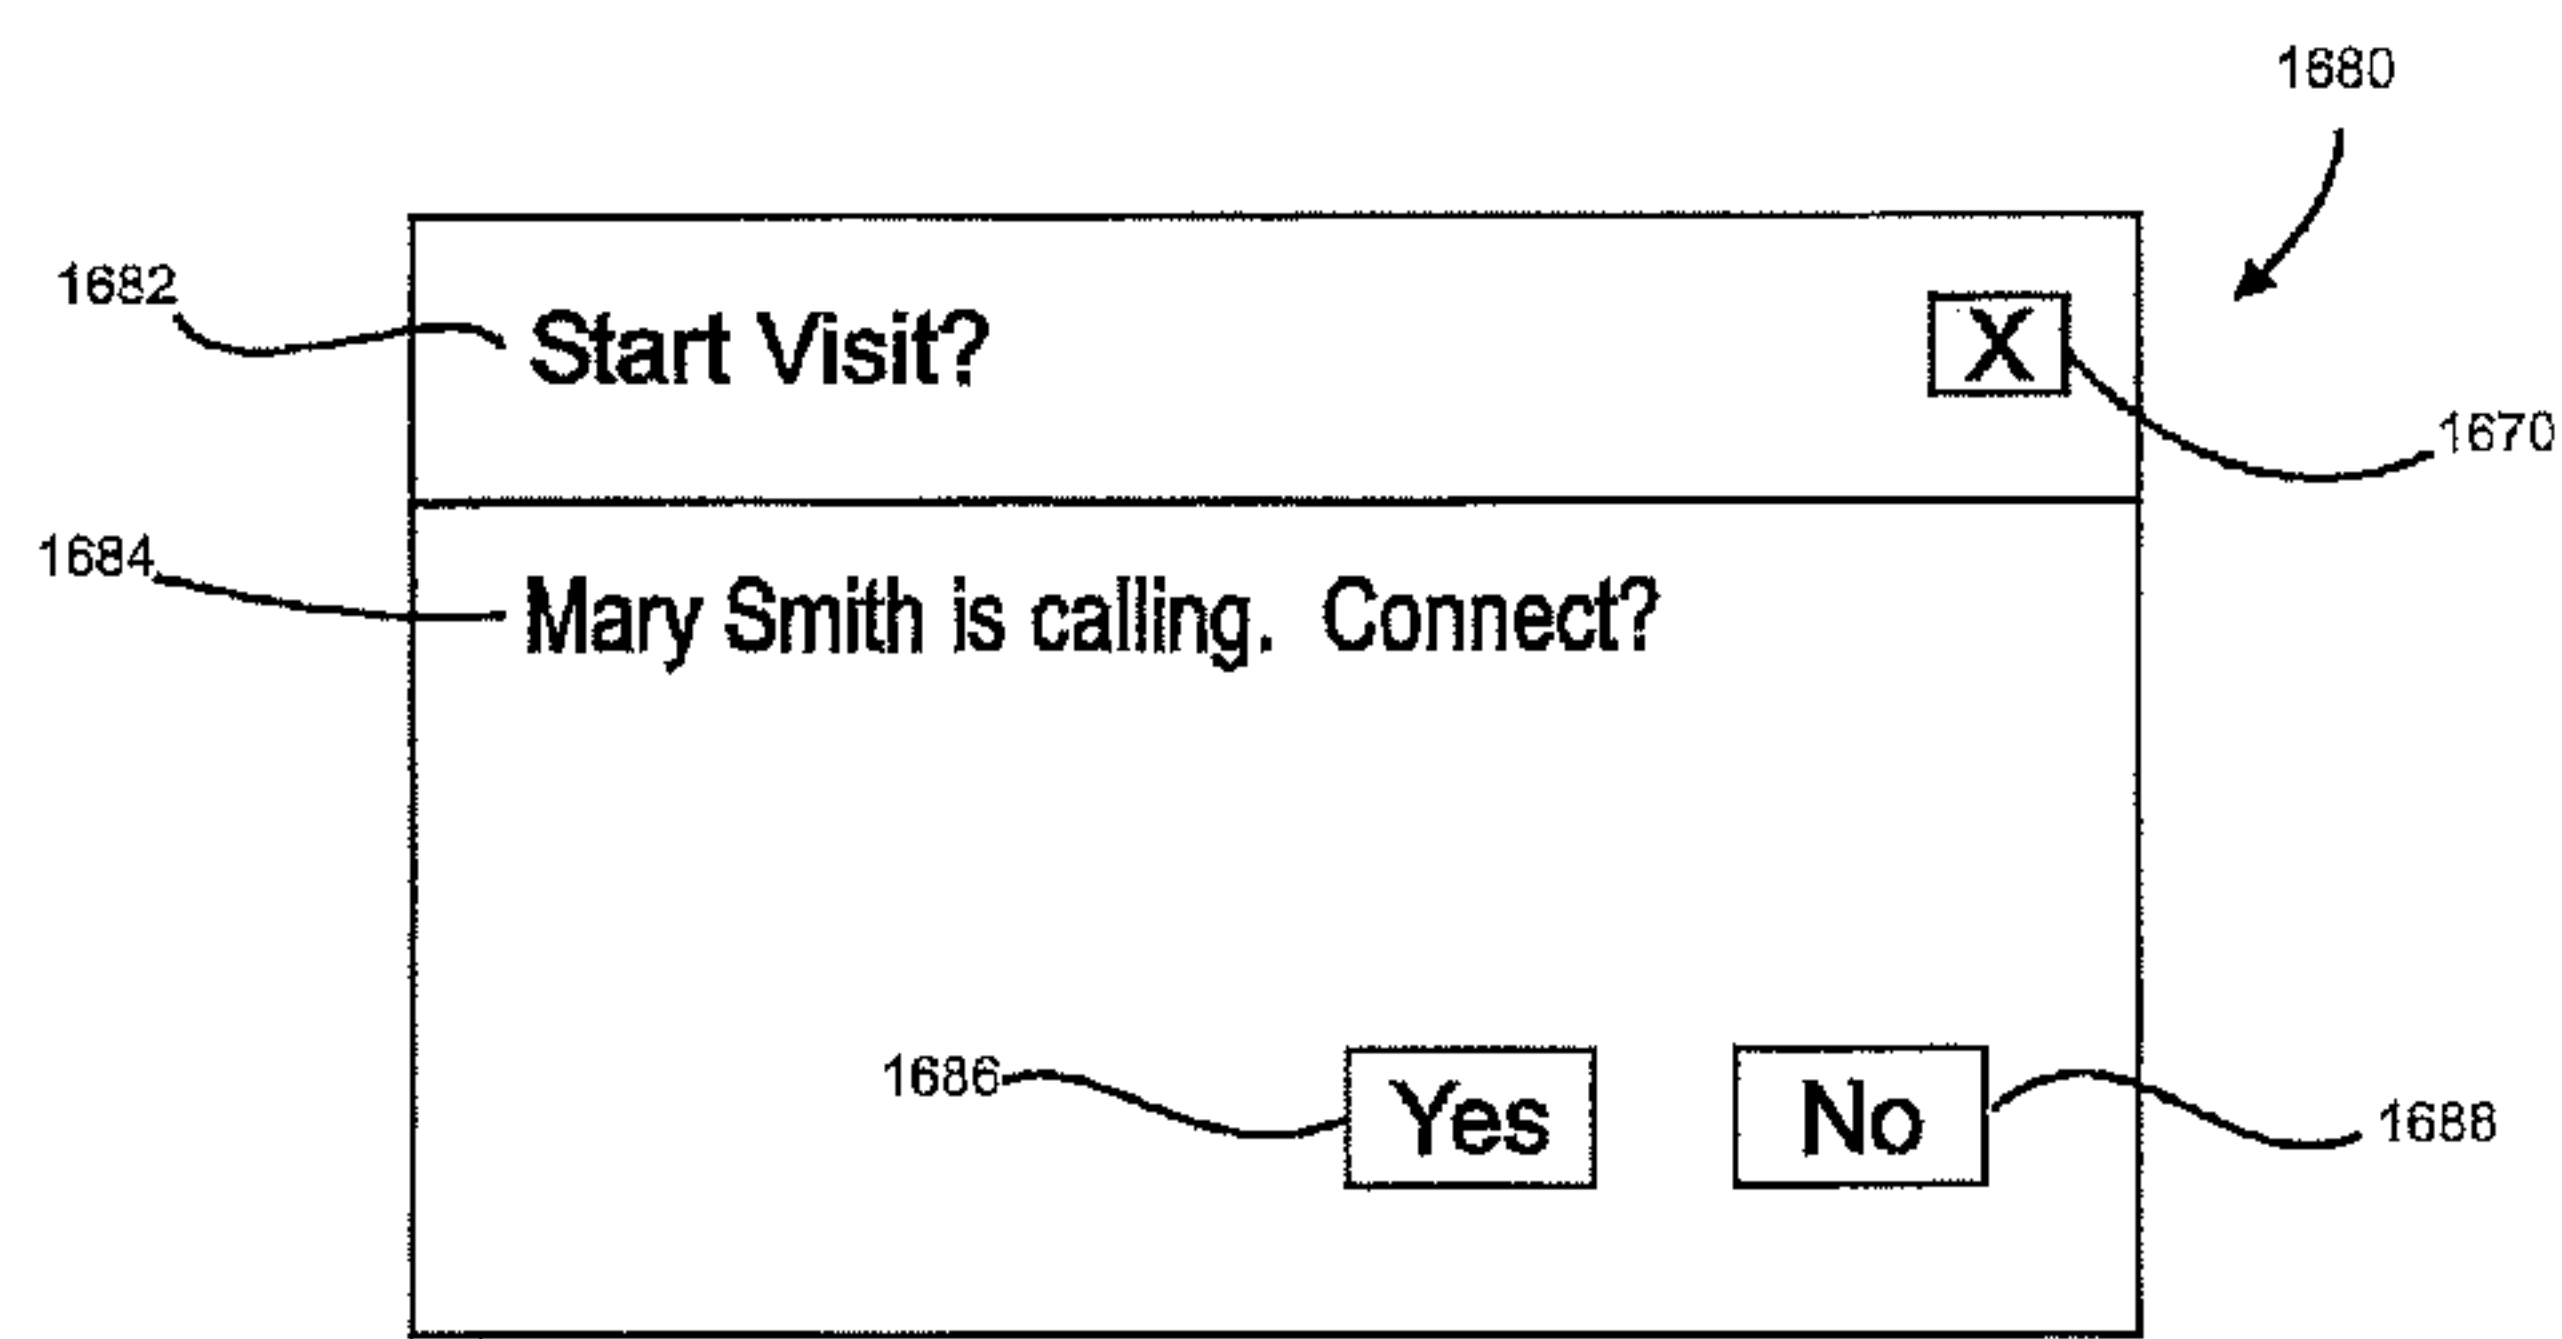 1680
1682
Start Visit?
X
1670
1684
Mary Smith is calling. Connect?
1686
Yes
No
1688